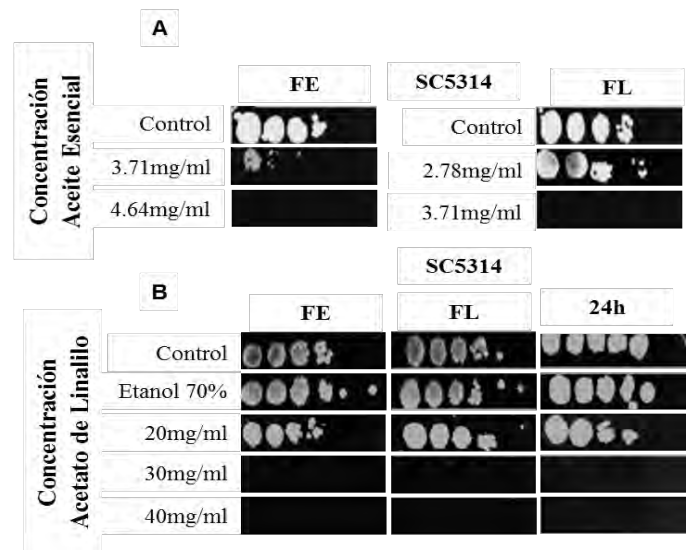 A
Concentración
Aceite Esencial
FE
SC5314
FL
Control
3.71mg/ml
4.64mg/ml
Control
2.78mg/ml
3.71mg/ml
B
Concentración
Acetato de Linalilo
SC5314
FE
FL
24h
Control
Etanol 70%
20mg/ml
30mg/ml
40mg/ml